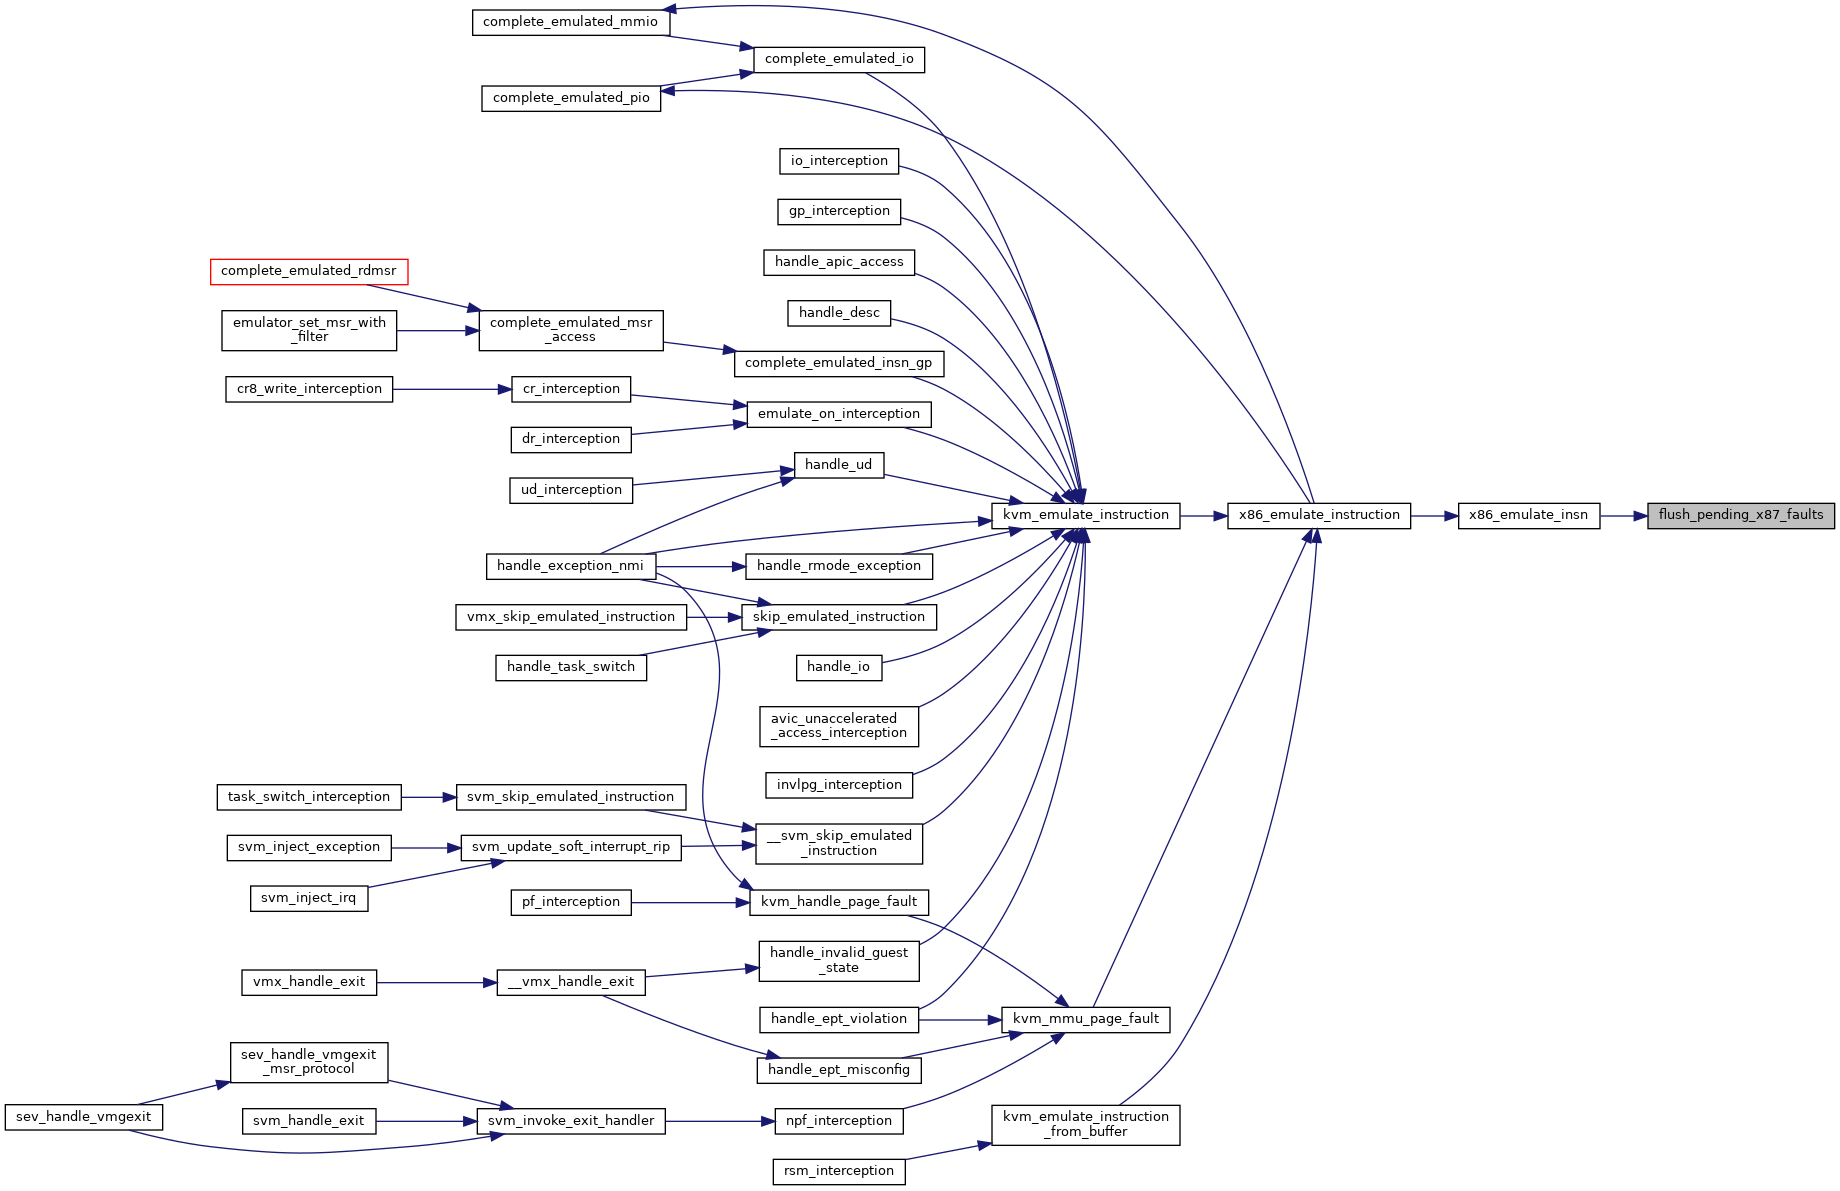 complete_emulated_mmio
complete_emulated_io
complete_emulated_pio
io_interception
gp_interception
handle_apic_access
complete_emulated_rdmsr
handle_desc
emulator_set_msr_with
_filter
complete_emulated_msr
_access
complete_emulated_insn_gp
cr8_write_interception
cr_interception
emulate_on_interception
dr_interception
handle_ud
ud_interception
kvm_emulate_instruction
x86_emulate_instruction
x86_emulate_insn
flush_pending_x87_faults
handle_exception_nmi
handle_rmode_exception
vmx_skip_emulated_instruction
skip_emulated_instruction
handle_task_switch
handle_io
avic_unaccelerated
_access_interception
invlpg_interception
task_switch_interception
svm_skip_emulated_instruction
__svm_skip_emulated
_instruction
svm_inject_exception
svm_update_soft_interrupt_rip
svm_inject_irq
pf_interception
kvm_handle_page_fault
handle_invalid_guest
_state
vmx_handle_exit
__vmx_handle_exit
handle_ept_violation
kvm_mmu_page_fault
sev_handle_vmgexit
_msr_protocol
handle_ept_misconfig
sev_handle_vmgexit
svm_handle_exit
svm_invoke_exit_handler
npf_interception
kvm_emulate_instruction
_from_buffer
rsm_interception